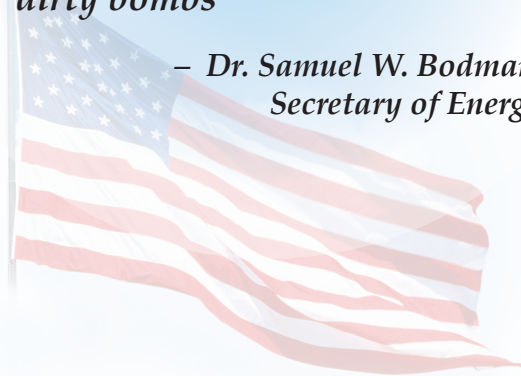 dirty bombs"
– Dr. Samuel W. Bodman
Secretary of Energ